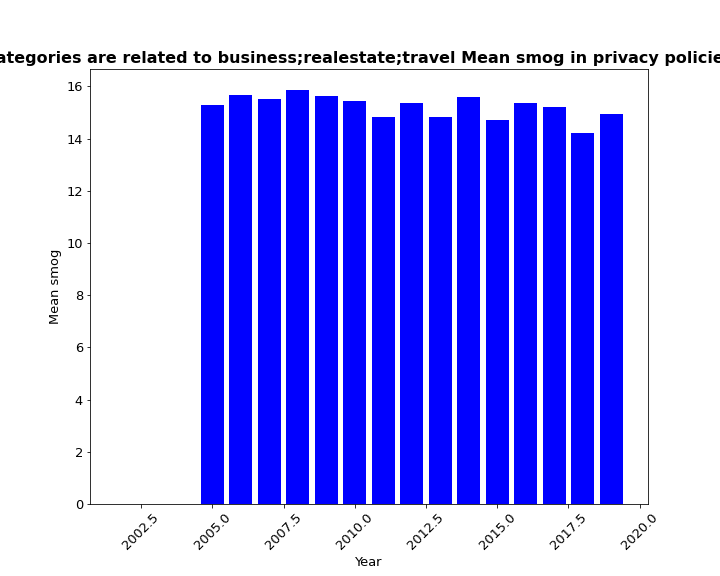 ategories are related to business;realestate;travel Mean smog in privacy policie
16
14
12
10
8
6
4
2
0
Mean smog
2002.5 2005.0 2007.5 2010.0 2012.5 2015.0 2017.5 2020.0
Year